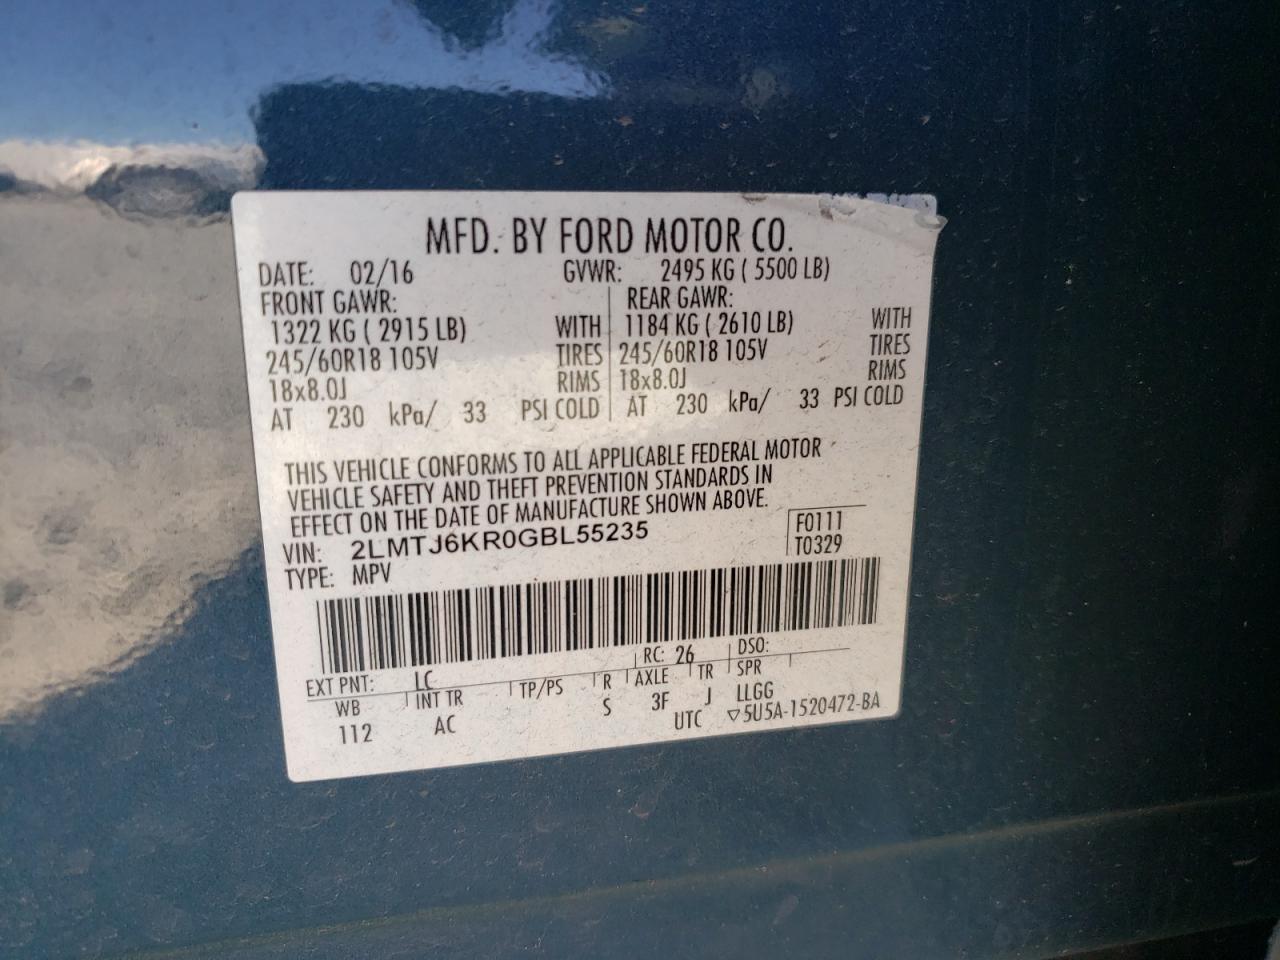 MFD. BY FORD MOTOR CO.
DATE: 02/16 GVWR: 2495 KG ( 5500 LB)
FRONT GAWR: REAR GAWR:
1322 KG ( 2915 LB) WITH 1184 KG ( 2610 LB) WITH
245/60R18 105V TIRES 245/60R18 105V TIRES
18x8.0J RIMS 18x8.0J RIMS
AT 230 kPa/ 33 PSI COLD AT 230 kPa/ 33 PSI COLD
THIS VEHICLE CONFORMS TO ALL APPLICABLE FEDERAL MOTOR
VEHICLE SAFETY AND THEFT PREVENTION STANDARDS IN
EFFECT ON THE DATE OF MANUFACTURE SHOWN ABOVE.
VIN: 2LMTJ6KR0GBL55235 F0111
TYPE: MPV T0329
EXT PNT: LC RC: 26 DSO:
WB INT TR TP/PS R AXLE TR SPR
112 AC S 3F J LLGG
UTC ▽5U5A-1520472-BA